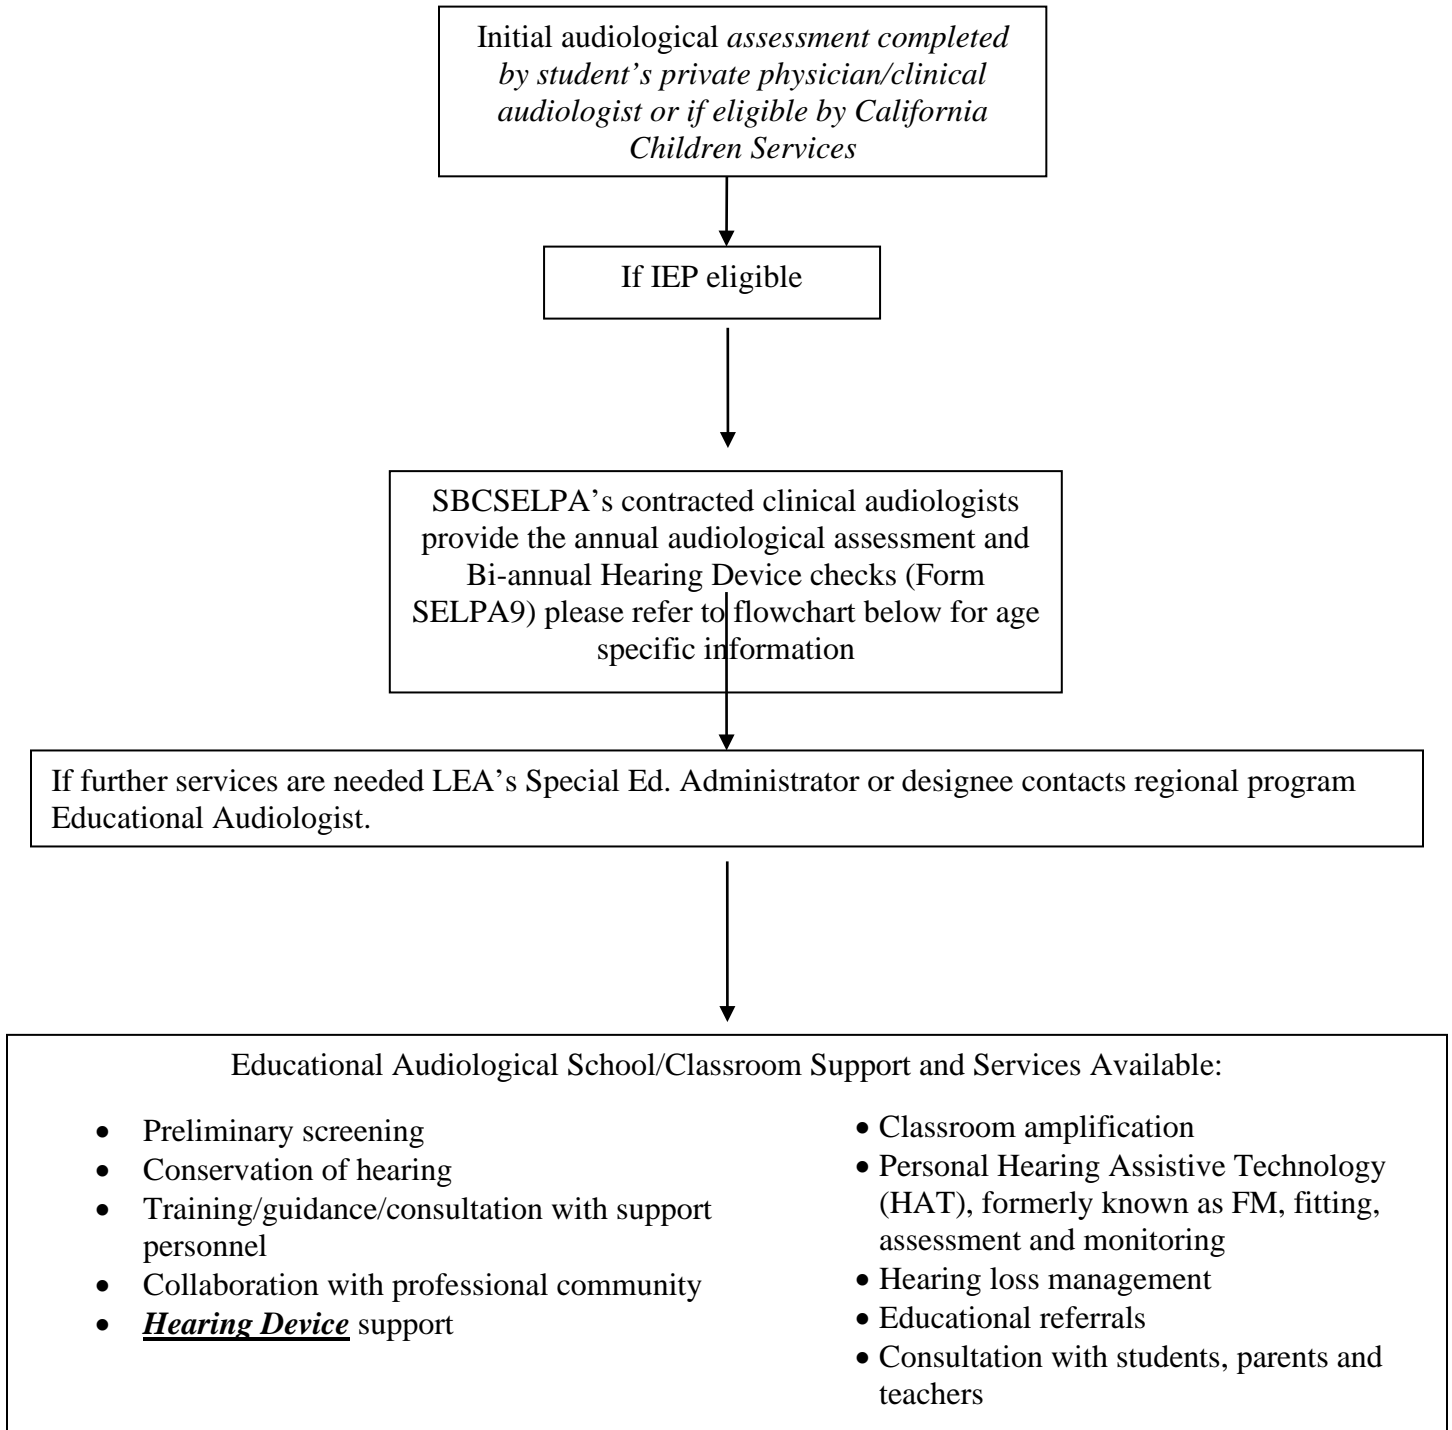 Initial audiological assessment completed
by student’s private physician/clinical
audiologist or if eligible by California
Children Services
If IEP eligible
SBCSELPA’s contracted clinical audiologists
provide the annual audiological assessment and
Bi-annual Hearing Device checks (Form
SELPA9) please refer to flowchart below for age
specific information
If further services are needed LEA’s Special Ed. Administrator or designee contacts regional program
Educational Audiologist.
Educational Audiological School/Classroom Support and Services Available:
• Preliminary screening
• Conservation of hearing
• Training/guidance/consultation with support
personnel
• Collaboration with professional community
• Hearing Device support
• Classroom amplification
• Personal Hearing Assistive Technology
(HAT), formerly known as FM, fitting,
assessment and monitoring
• Hearing loss management
• Educational referrals
• Consultation with students, parents and
teachers